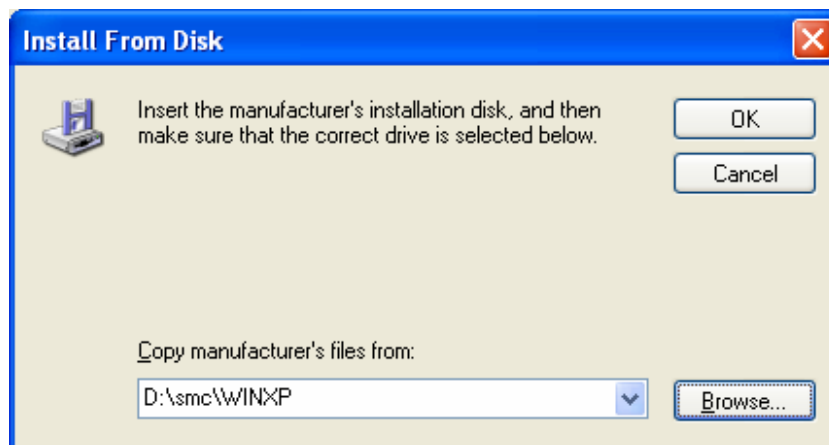 Install From Disk
Insert the manufacturer's installation disk, and then
make sure that the correct drive is selected below.
OK
Cancel
Copy manufacturer's files from:
D:\smc\WINXP
Browse...